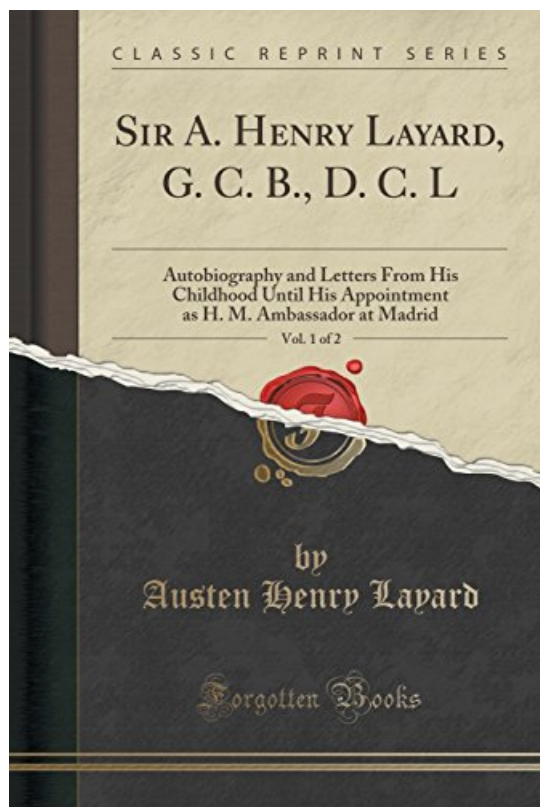 CLASSIC REPRINT SERIES
SIR A. HENRY LAYARD,
G. C. B., D. C. L
Autobiography and Letters From His
Childhood Until His Appointment
as H. M. Ambassador at Madrid
Vol. 1 of 2
by
Austen Henry Layard
Forgotten Books